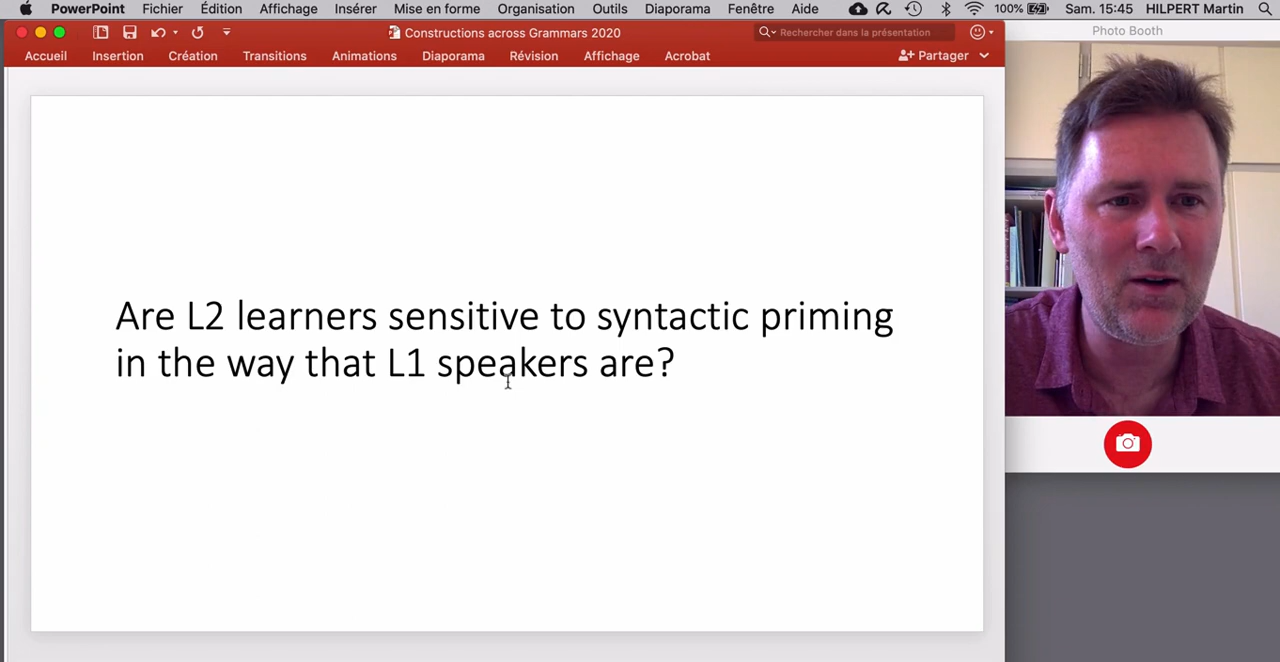 PowerPoint Fichier Édition Affichage Insérer Mise en forme Organisation Outils Diaporama Fenêtre Aide 100% Sam. 15:45 HILPERT Martin
Constructions across Grammars 2020
Rechercher dans la présentation
Photo Booth
Accueil Insertion Création Transitions Animations Diaporama Révision Affichage Acrobat Partager
Are L2 learners sensitive to syntactic priming
in the way that L1 speakers are?